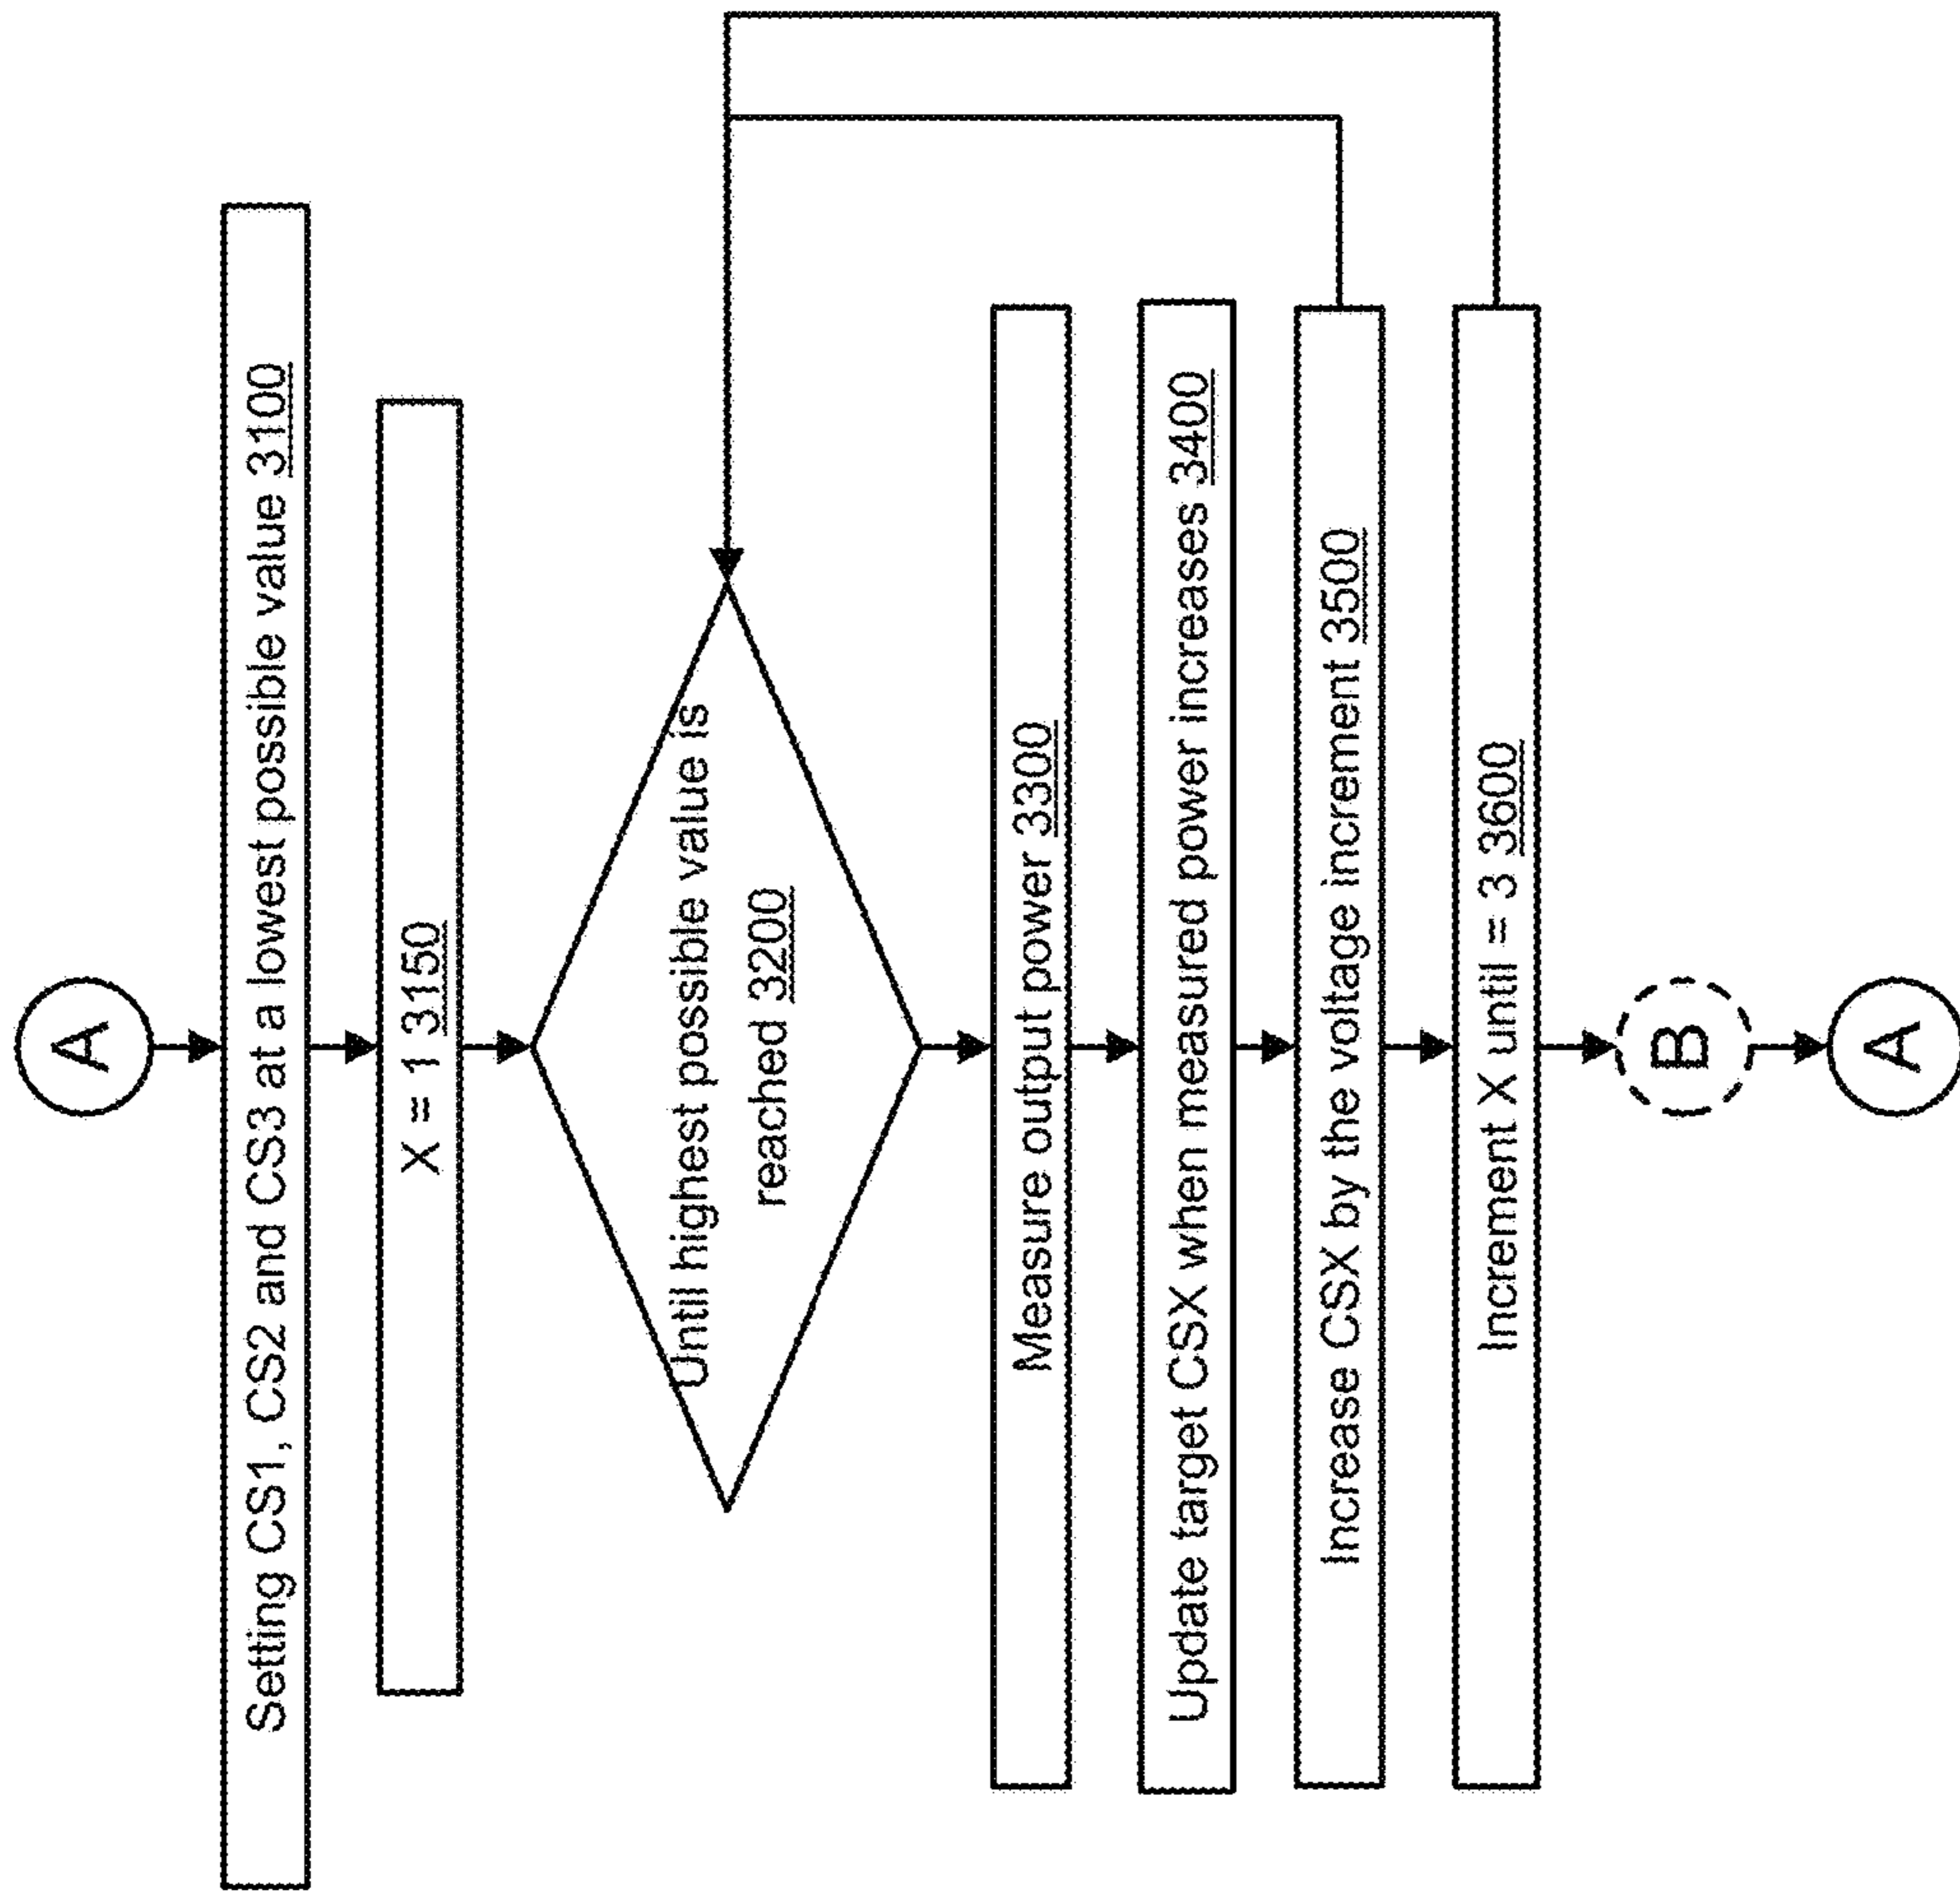 A
Setting CS1, CS2 and CS3 at a lowest possible value 3100
X = 1 3150
Until highest possible value is
reached 3200
Measure output power 3300
Update target CSX when measured power increases 3400
Increase CSX by the voltage increment 3500
Increment X until = 3 3600
B
A